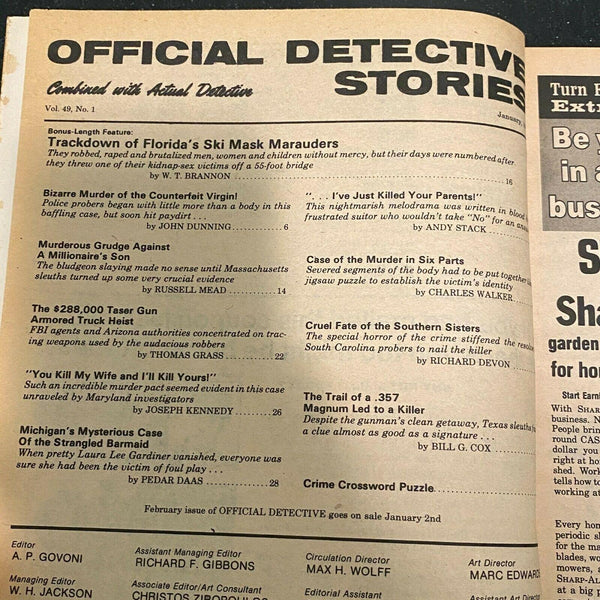 OFFICIAL DETECTIVE
STORIES
Combined with Actual Detective
Vol. 49, No. 1
January,
Bonus-Length Feature:
Trackdown of Florida's Ski Mask Marauders
They robbed, raped and brutalized men, women and children without mercy, but their days were numbered after
they threw one of their kidnap-sex victims off a 55-foot bridge
by W. T. BRANNON 16
Bizarre Murder of the Counterfeit Virgin!
Police probers began with little more than a body in this
baffling case, but soon hit paydirt . . .
by JOHN DUNNING 6
Murderous Grudge Against
A Millionaire's Son
The bludgeon slaying made no sense until Massachusetts
sleuths turned up some very crucial evidence
by RUSSELL MEAD 14
The $288,000 Taser Gun
Armored Truck Heist
FBI agents and Arizona authorities concentrated on trac-
ing weapons used by the audacious robbers
by THOMAS GRASS 22
"You Kill My Wife and I'll Kill Yours!"
Such an incredible murder pact seemed evident in this case
unraveled by Maryland investigators
by JOSEPH KENNEDY 26
Michigan's Mysterious Case
Of the Strangled Barmaid
When pretty Laura Lee Gardiner vanished, everyone was
sure she had been the victim of foul play . . .
by PEDAR DAAS 28
". . . I've Just Killed Your Parents!"
This nightmarish melodrama was written in blood
frustrated suitor who wouldn't take "No" for an
by ANDY STACK
Case of the Murder in Six Parts
Severed segments of the body had to be put together
jigsaw puzzle to establish the victim's identity
by CHARLES WALKER
Cruel Fate of the Southern Sisters
The special horror of the crime stiffened the
South Carolina probers to nail the killer
by RICHARD DEVON
The Trail of a .357
Magnum Led to a Killer
Despite the gunman's clean getaway, Texas sleuths
a clue almost as good as a signature . . .
by BILL G. COX
Crime Crossword Puzzle
February issue of OFFICIAL DETECTIVE goes on sale January 2nd
Editor
A. P. GOVONI
Managing Editor
W. H. JACKSON
Assistant Managing Editor
RICHARD F. GIBBONS
Associate Editor/Art Consultant
CHRISTOS
Circulation Director
MAX H. WOLFF
Editorial Assistant
Art Director
MARC
Turn
Extr
Be y
in a
bus
S
Sha
garden
for ho
Start Earni
With SHAR
business. N
People brin
round CAS
dollar you
right at ho
shed. Work
tells how to
working at
Every hom
periodic sh
for the ma
blades, wo
mowers, a
SHARP-AL
at a big p